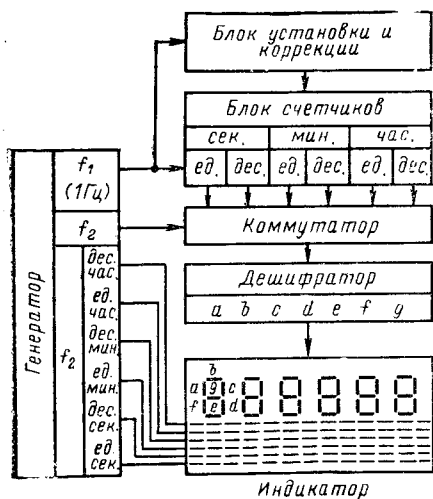 Блок установки и
коррекции
Блок счетчиков
сек. мин. час.
ед. дес. ед. дес. ед. дес.
Генератор
f1
(1Гц)
f2
Коммутатор
f2
дес.
час.
ед.
час.
дес.
мин.
ед.
мин.
дес.
сек.
ед.
сек.
Дешифратор
a b c d e f g
b
a g c
f e d
Индикатор